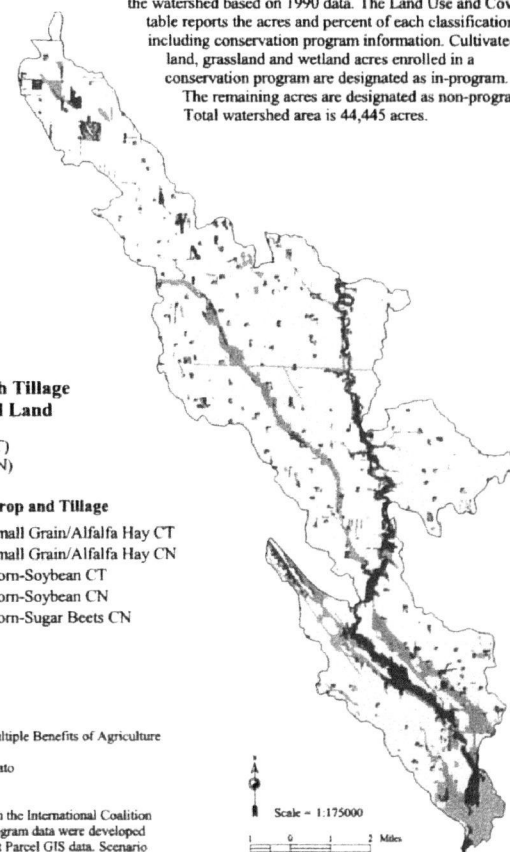 the watershed based on 1990 data. The Land Use and Cov
table reports the acres and percent of each classification
including conservation program information. Cultivate
land, grassland and wetland acres enrolled in a
conservation program are designated as in-program.
The remaining acres are designated as non-progra
Total watershed area is 44,445 acres.
h Tillage
l Land
T)
N)
rop and Tillage
mall Grain/Alfalfa Hay CT
mall Grain/Alfalfa Hay CN
orn-Soybean CT
orn-Soybean CN
orn-Sugar Beets CN
ultiple Benefits of Agriculture
ato
n the International Coalition
gram data were developed
t Parcel GIS data. Scenario
N
Scale = 1:175000
1 0 1 2 Miles